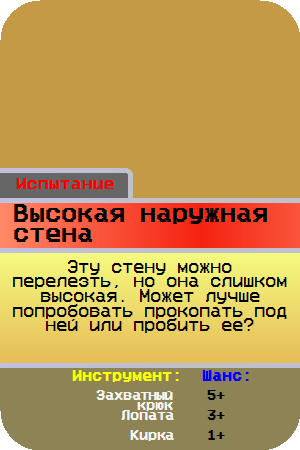 Испытание
Высокая наружная
стена
Эту стену можно
перелезть, но она слишком
высокая. Может лучше
попробовать прокопать под
ней или пробить ее?
Инструмент: Шанс:
Захватный
крюк 5+
Лопата 3+
Кирка 1+